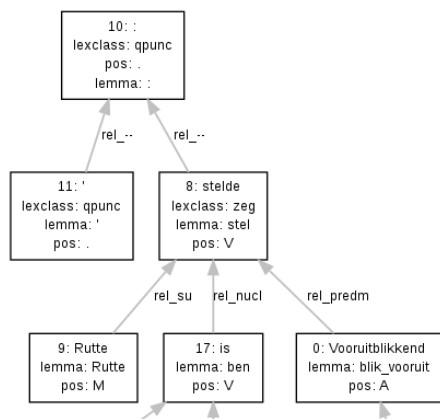 10: :
lexclass: qpunc
pos: .
lemma: :
rel_--
rel_--
11: '
lexclass: qpunc
lemma: '
pos: .
8: stelde
lexclass: zeg
lemma: stel
pos: V
rel_su
rel_nucl
rel_predm
9: Rutte
lemma: Rutte
pos: M
17: is
lemma: ben
pos: V
0: Vooruitblikkend
lemma: blik_vooruit
pos: A